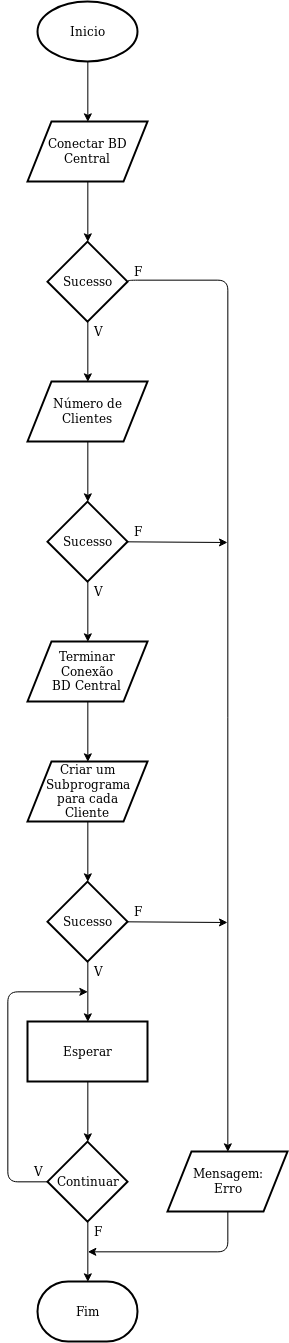 Inicio
Conectar BD
Central
Sucesso
F
V
Número de
Clientes
Sucesso
F
V
Terminar
Conexão
BD Central
Criar um
Subprograma
para cada
Cliente
Sucesso
F
V
Esperar
Continuar
V
F
Mensagem:
Erro
Fim